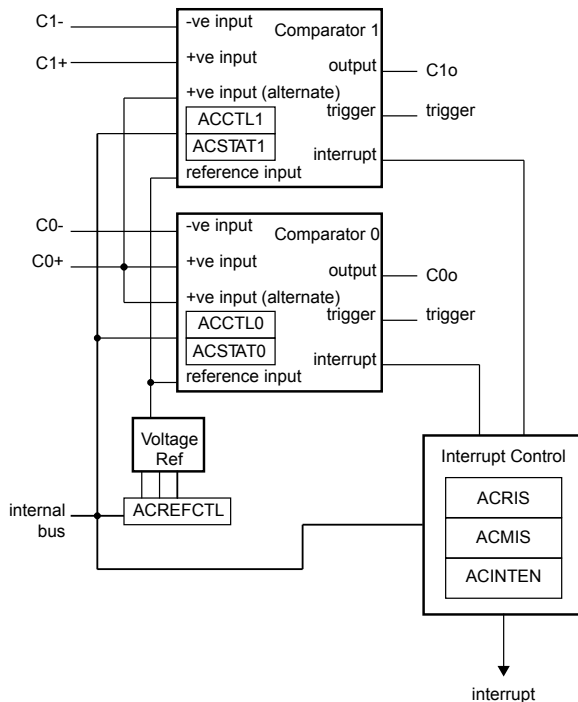 C1-
-ve input
Comparator 1
C1+
+ve input
output
C1o
+ve input (alternate)
trigger
trigger
ACCTL1
ACSTAT1
interrupt
reference input
C0-
-ve input
Comparator 0
C0+
+ve input
output
C0o
+ve input (alternate)
trigger
trigger
ACCTL0
ACSTAT0
interrupt
reference input
Voltage
Ref
Interrupt Control
internal
bus
ACREFCTL
ACRIS
ACMIS
ACINTEN
interrupt